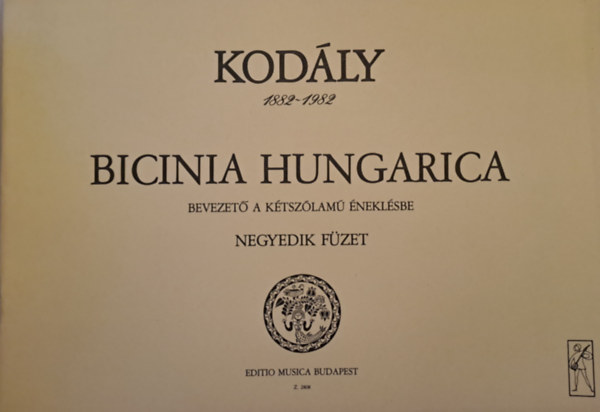 KODÁLY
1882-1982
BICINIA HUNGARICA
BEVEZETŐ A KÉTSZÓLAMÚ ÉNEKLÉSBE
NEGYEDIK FÜZET
EDITIO MUSICA BUDAPEST